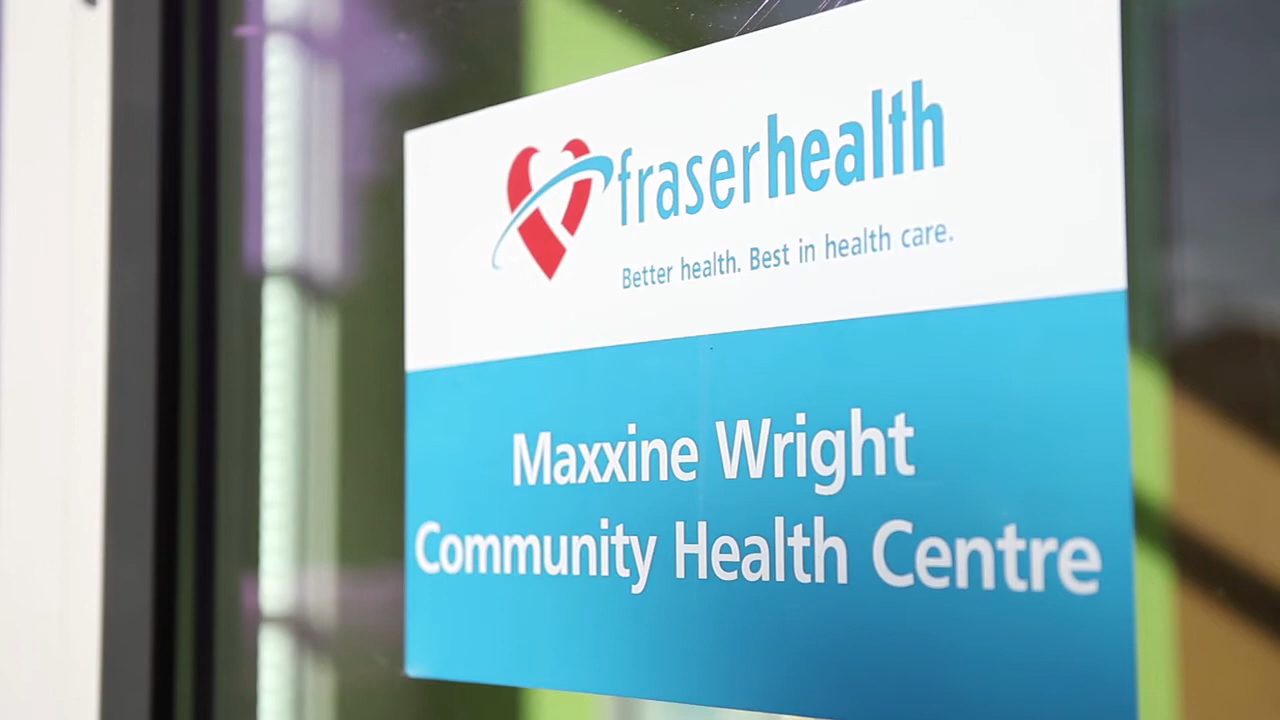 fraserhealth
Better health. Best in health care.
Maxxine Wright
Community Health Centre